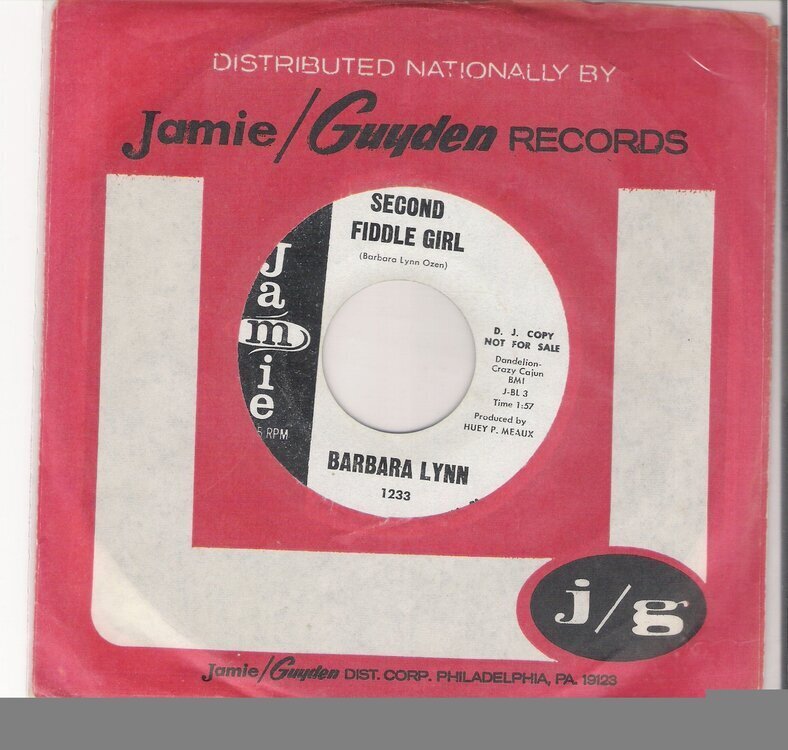 DISTRIBUTED NATIONALLY BY
Jamie/Guyden RECORDS
SECOND
FIDDLE GIRL
(Barbara Lynn Ozen)
Jamie
RPM
D. J. COPY
NOT FOR SALE
Dandelion-
Crazy Cajun
BMI
J-BL 3
Time 1:57
Produced by
HUEY P. MEAUX
BARBARA LYNN
1233
j/g
Jamie/Guyden DIST. CORP. PHILADELPHIA, PA. 19123